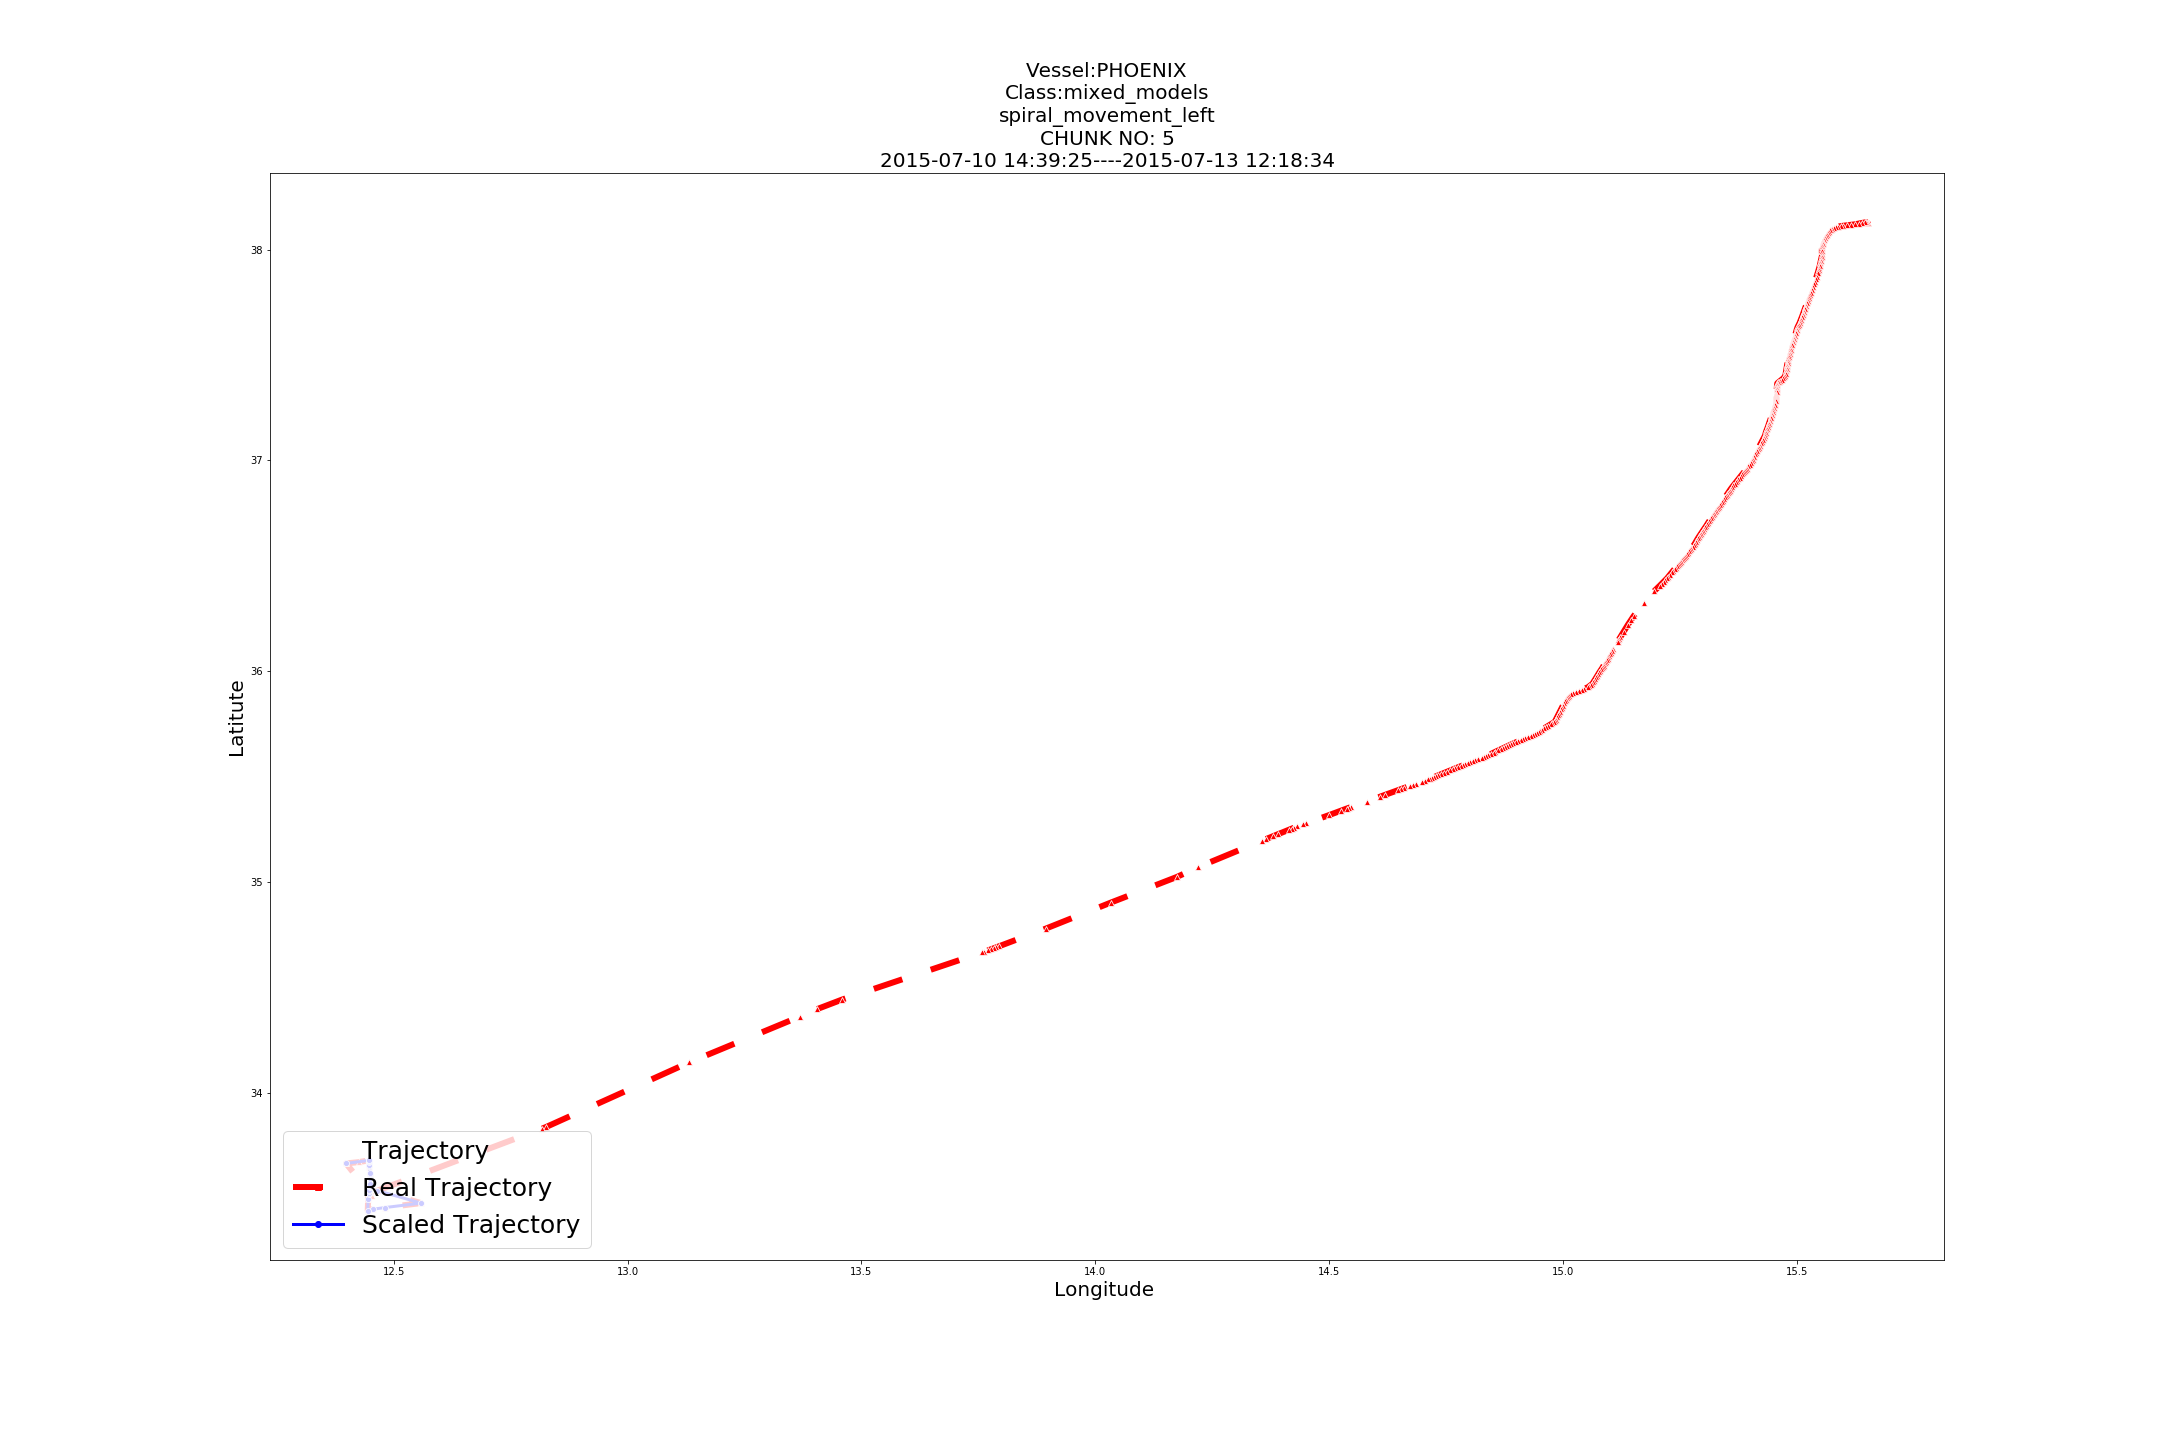 Vessel:PHOENIX
Class:mixed_models
spiral_movement_left
CHUNK NO: 5
2015-07-10 14:39:25----2015-07-13 12:18:34
38
37
36
35
34
Latitute
Trajectory
Real Trajectory
Scaled Trajectory
12.5 13.0 13.5 14.0 14.5 15.0 15.5
Longitude